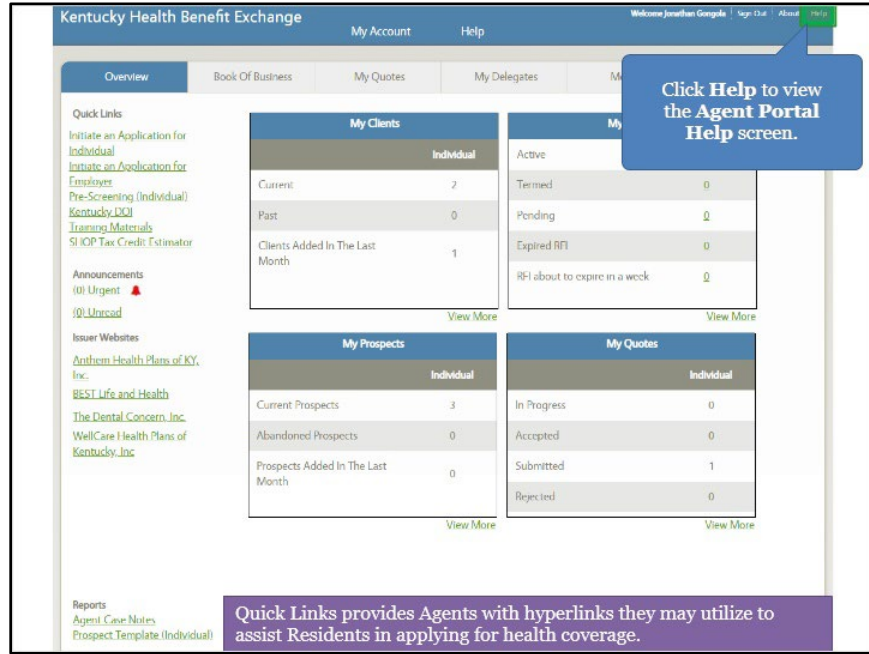 Kentucky Health Benefit Exchange
Welcome Jonathan Gongola | Sign Out | About | Help
My Account Help
Overview Book Of Business My Quotes My Delegates
Click Help to view
the Agent Portal
Help screen.
Quick Links
Initiate an Application for
Individual
Initiate an Application for
Employer
Pre-Screening (Individual)
Kentucky DOI
Training Materials
SHOP Tax Credit Estimator
Announcements
(0) Urgent
(0) Unread
Issuer Websites
Anthem Health Plans of KY,
Inc.
BEST Life and Health
The Dental Concern, Inc.
WellCare Health Plans of
Kentucky, Inc
Reports
Agent Case Notes
Prospect Template (Individual)
My Clients
Individual
Current 2
Past 0
Clients Added In The Last
Month 1
View More
My
Active
Termed 0
Pending 0
Expired RFI 0
RFI about to expire in a week 0
View More
My Prospects
Individual
Current Prospects 3
Abandoned Prospects 0
Prospects Added In The Last
Month 0
View More
My Quotes
Individual
In Progress 0
Accepted 0
Submitted 1
Rejected 0
View More
Quick Links provides Agents with hyperlinks they may utilize to
assist Residents in applying for health coverage.